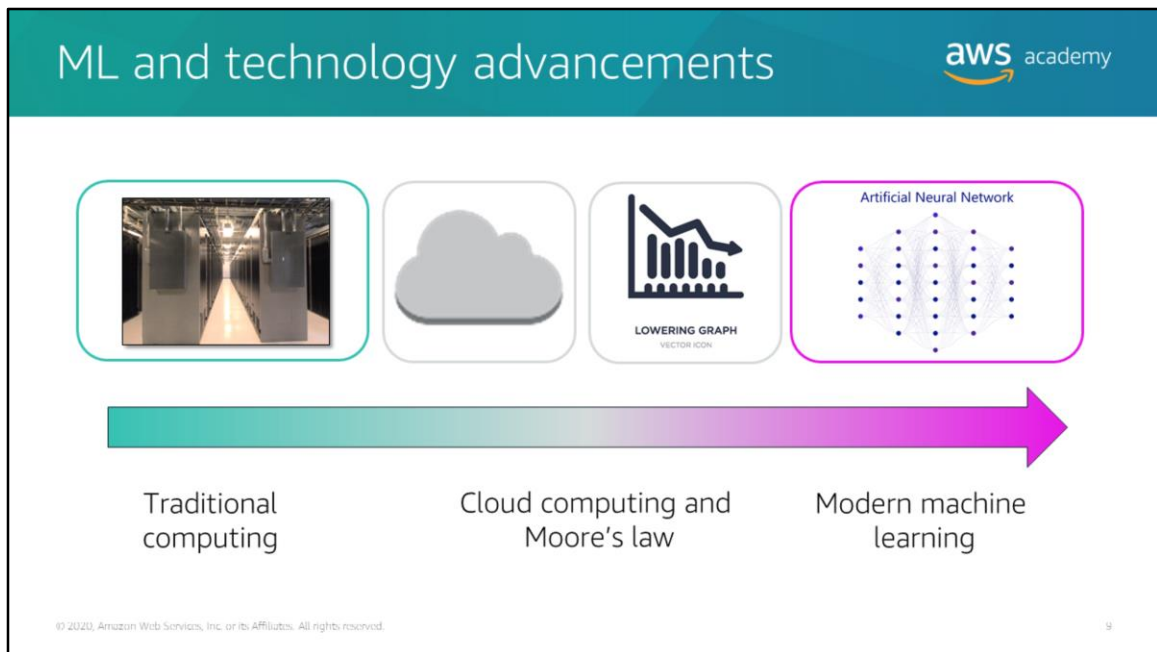 ML and technology advancements
aws academy
Artificial Neural Network
LOWERING GRAPH
VECTOR ICON
Traditional
computing
Cloud computing and
Moore's law
Modern machine
learning
© 2020, Amazon Web Services, Inc. or its Affiliates. All rights reserved.
9